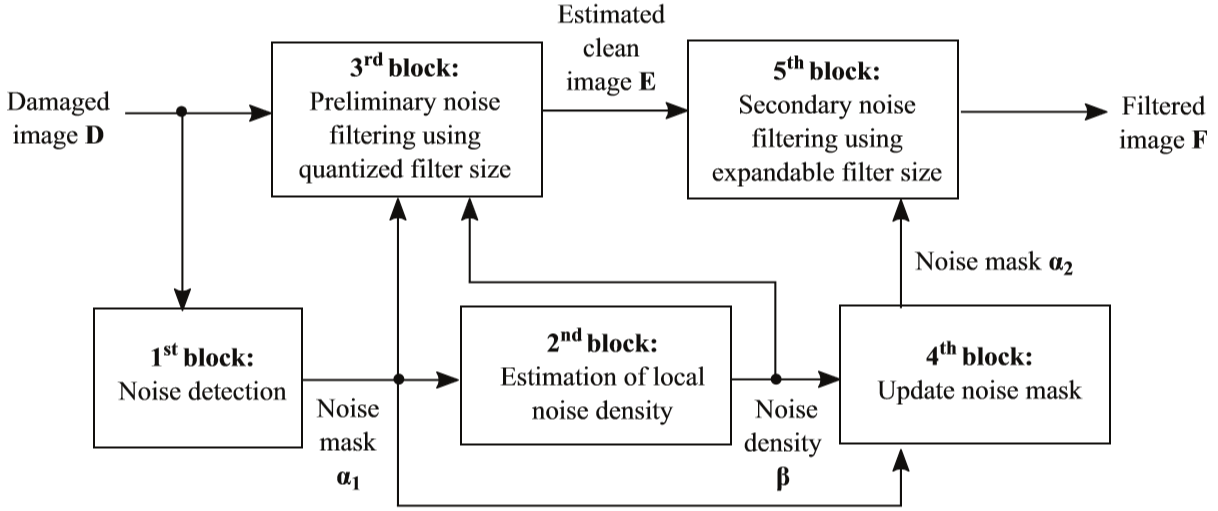 Damaged
image D
3rd block:
Preliminary noise
filtering using
quantized filter size
Estimated
clean
image E
5th block:
Secondary noise
filtering using
expandable filter size
Filtered
image F
1st block:
Noise detection
Noise
mask
α1
2nd block:
Estimation of local
noise density
Noise
density
β
4th block:
Update noise mask
Noise mask α2